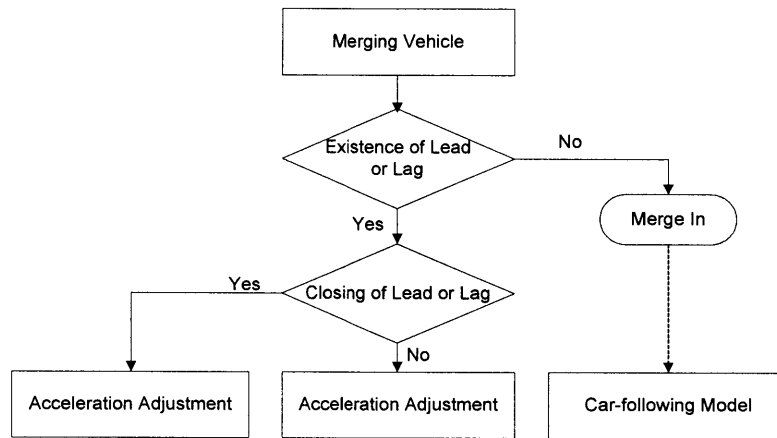 Merging Vehicle
Existence of Lead
or Lag
No
Yes
Merge In
Yes
Closing of Lead or Lag
No
Acceleration Adjustment
Acceleration Adjustment
Car-following Model